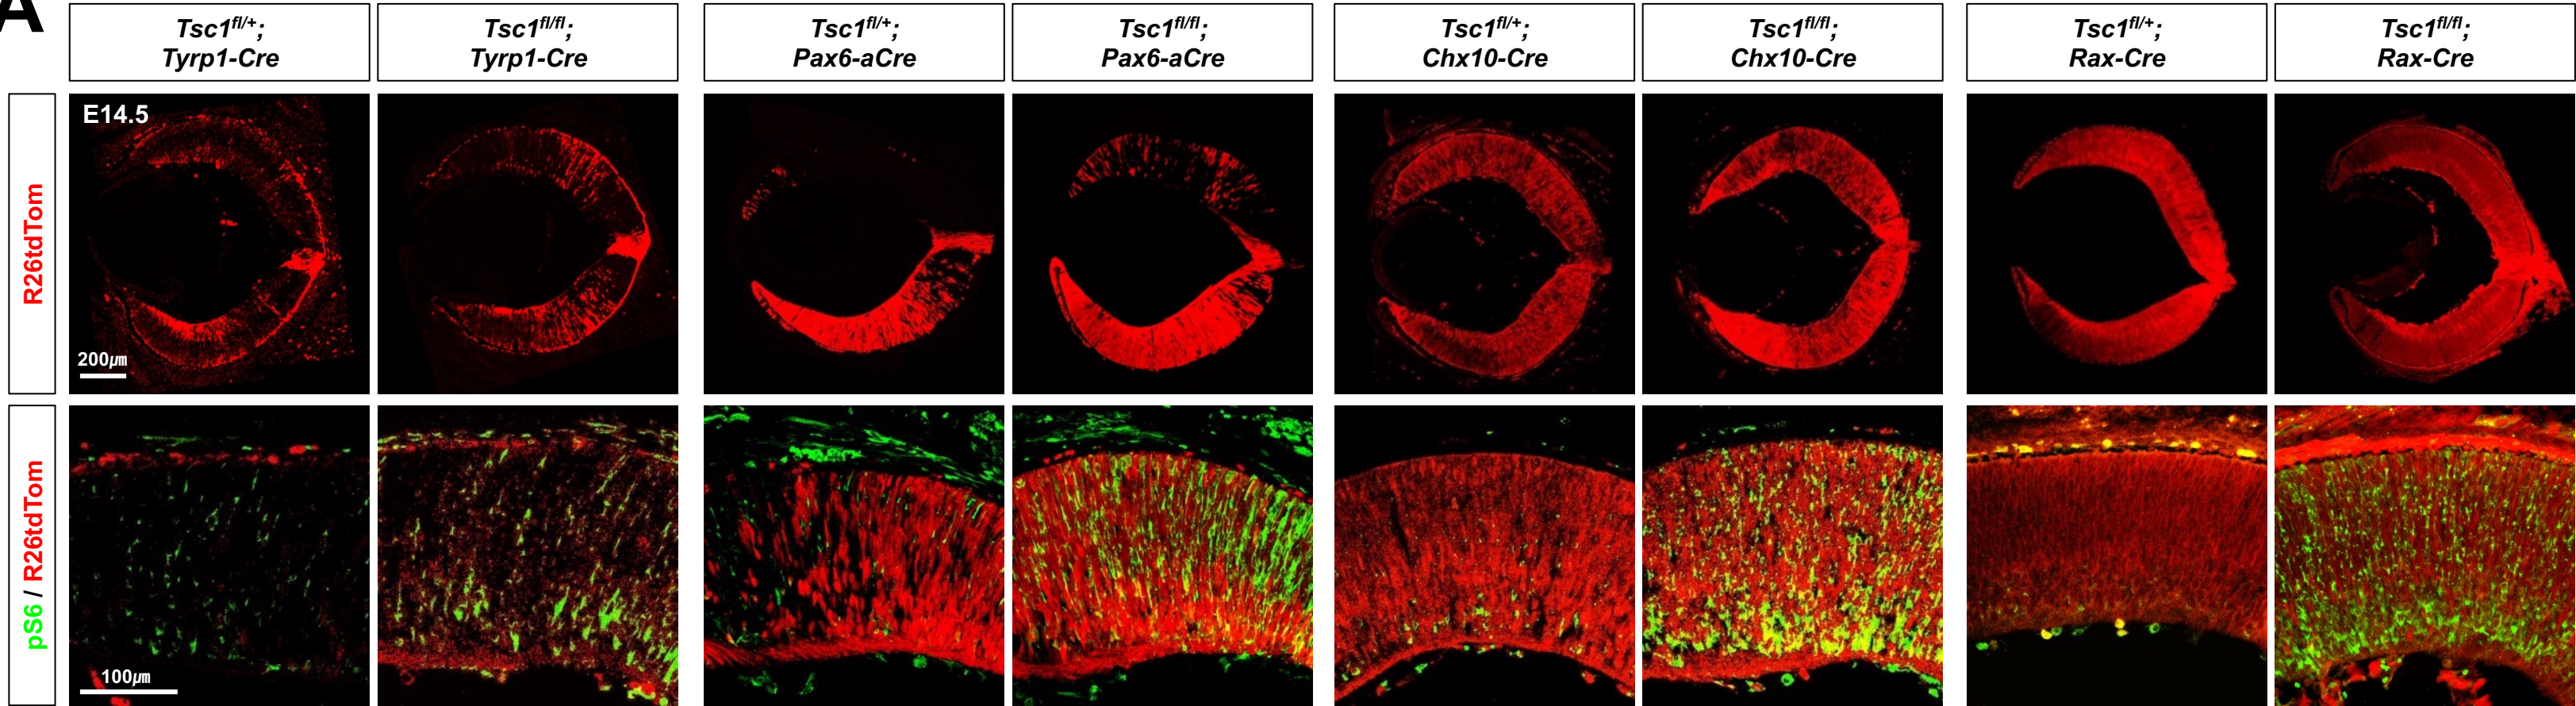 A
Tsc1fl/+;
Tyrp1-Cre
Tsc1fl/fl;
Tyrp1-Cre
Tsc1fl/+;
Pax6-aCre
Tsc1fl/fl;
Pax6-aCre
Tsc1fl/+;
Chx10-Cre
Tsc1fl/fl;
Chx10-Cre
Tsc1fl/+;
Rax-Cre
Tsc1fl/fl;
Rax-Cre
R26tdTom
E14.5
200㎛
pS6 / R26tdTom
100㎛